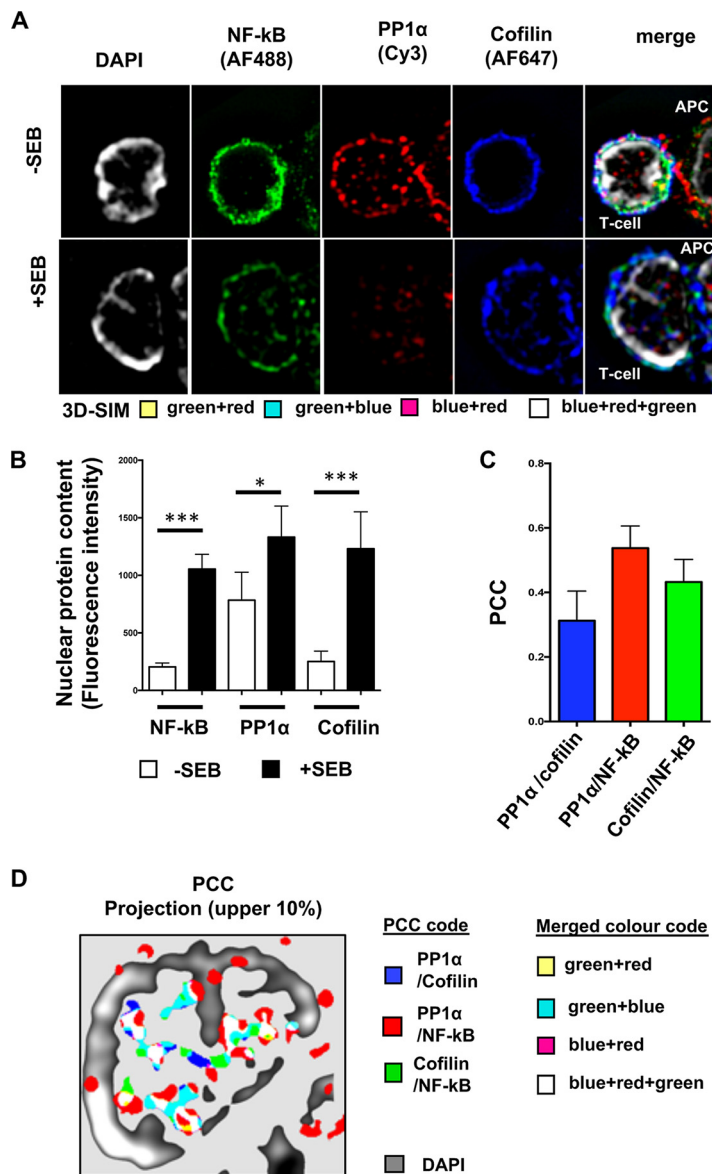 A
NF-kB PP1α Cofilin
DAPI (AF488) (Cy3) (AF647) merge
-SEB
APC
T-cell
+SEB
APC
T-cell
3D-SIM green+red green+blue blue+red blue+red+green
B
Nuclear protein content
(Fluorescence intensity)
2000
1500
1000
500
0
***
*
***
NF-kB PP1α Cofilin
-SEB +SEB
C
PCC
0.8
0.6
0.4
0.2
0.0
PP1α /cofilin
PP1α/NF-kB
Cofilin/NF-kB
D
PCC
Projection (upper 10%)
PCC code
PP1α
/Cofilin
PP1α
/NF-kB
Cofilin
/NF-kB
DAPI
Merged colour code
green+red
green+blue
blue+red
blue+red+green